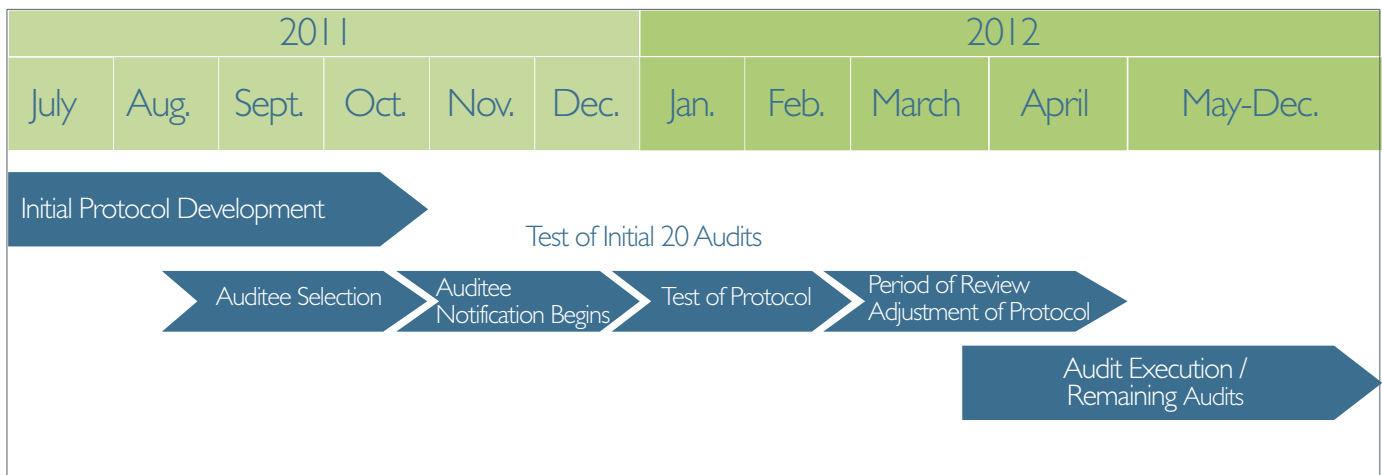 2011
2012
July
Aug.
Sept.
Oct.
Nov.
Dec.
Jan.
Feb.
March
April
May-Dec.
Initial Protocol Development
Test of Initial 20 Audits
Auditee Selection
Auditee
Notification Begins
Test of Protocol
Period of Review
Adjustment of Protocol
Audit Execution /
Remaining Audits